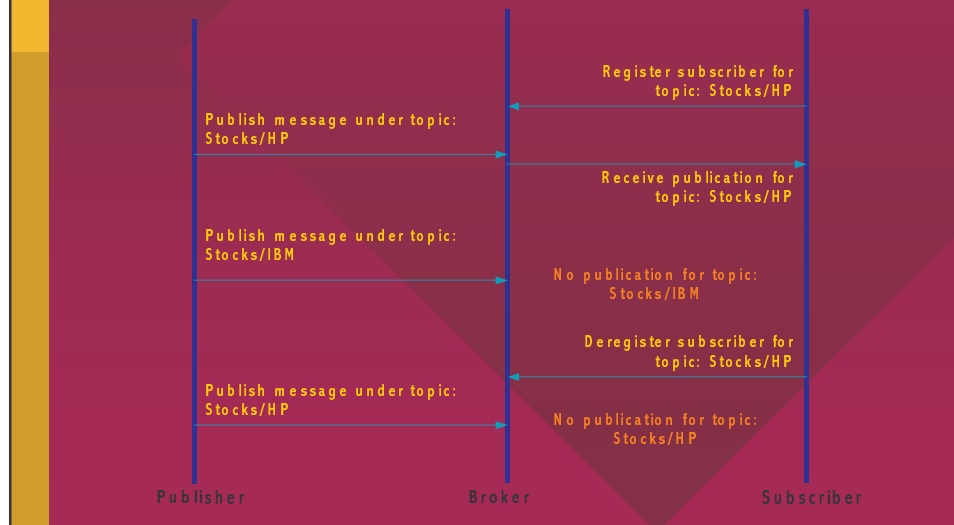 Register subscriber for
topic: Stocks/HP
Publish message under topic:
Stocks/HP
Receive publication for
topic: Stocks/HP
Publish message under topic:
Stocks/IBM
No publication for topic:
Stocks/IBM
Deregister subscriber for
topic: Stocks/HP
Publish message under topic:
Stocks/HP
No publication for topic:
Stocks/HP
Publisher
Broker
Subscriber